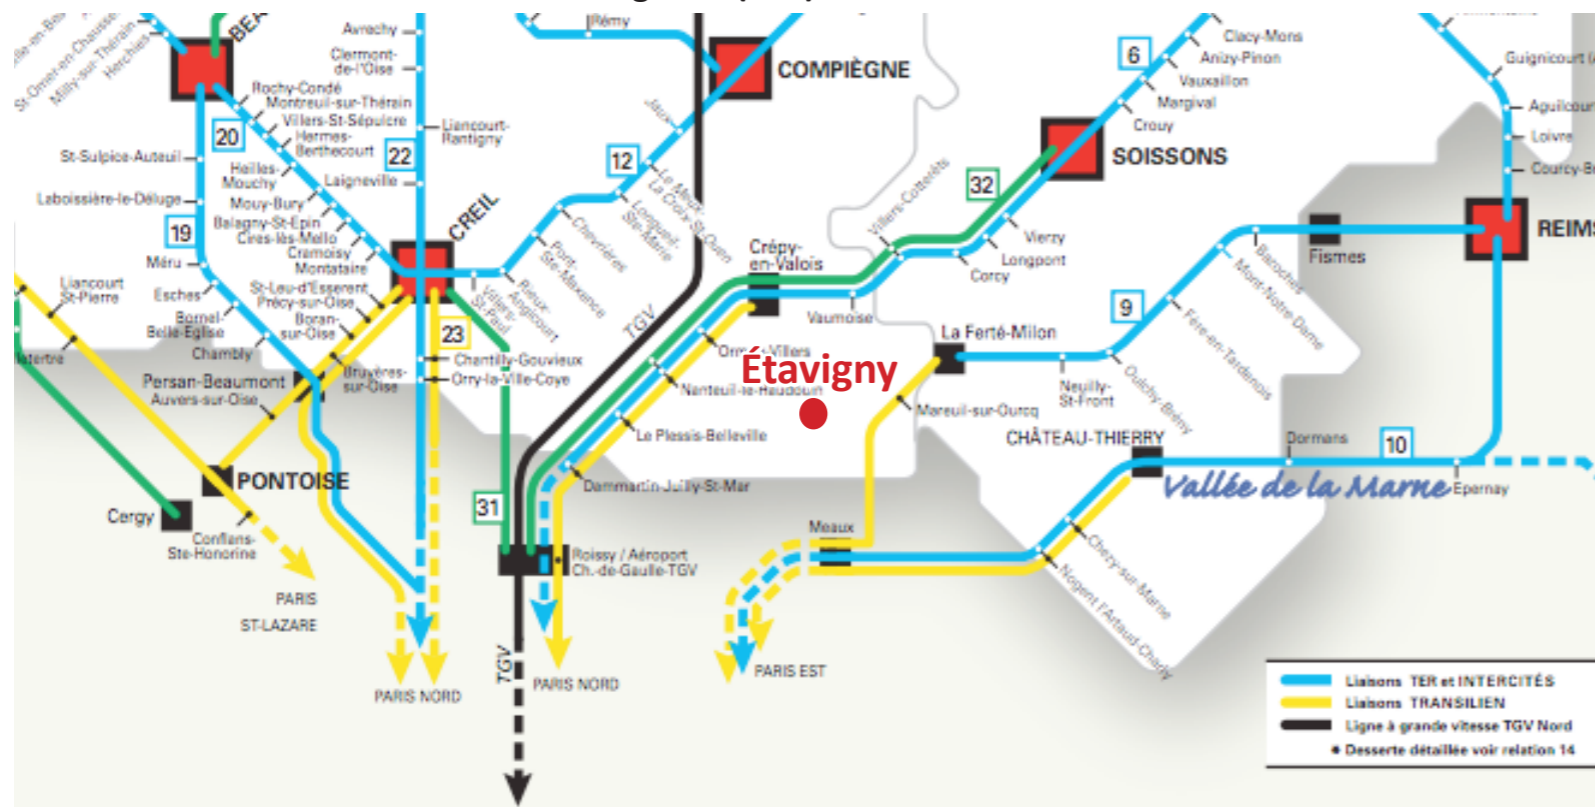 Rémy
Avrechy
Clermont-
de-l'Oise
COMPIÈGNE
6
Clacy-Mons
Anizy-Pinon
Vauxaillon
Margival
Crouy
Guignicourt
Aguilcourt
Loivre
Milly-sur-Thérain
Herchies
Rochy-Condé
Montreuil-sur-Thérain
Villers-St-Sépulcre
Hermes-
Berthecourt
20
22
Liancourt-
Rantigny
Jaux
12
SOISSONS
St-Sulpice-Auteuil
Heilles-
Mouchy
Laigneville
Le Meux-
La Croix-St-Ouen
Longueil-
Ste-Marie
Villers-Cotterêts
32
Laboissière-le-Déluge
Mouy-Bury
Balagny-St-Epin
Cires-lès-Mello
Cramoisy
Montataire
CREIL
Chevrières
Pont-
Ste-Maxence
Crépy-
en-Valois
Vierzy
Longpont
Corcy
REIMS
Fismes
Bazoches
Mont-Notre-Dame
19
Méru
Esches
Bornel-
Belle-Eglise
Chambly
St-Leu-d'Esserent
Précy-sur-Oise
Boran-
sur-Oise
Rieux-
Angicourt
Villers-
St-Paul
TGV
Vaumoise
9
Fère-en-Tardenois
Liancourt
St-Pierre
23
La Ferté-Milon
Chantilly-Gouvieux
Orry-la-Ville-Coye
Étavigny
Nanteuil-le-Haudouin
Persan-Beaumont
Auvers-sur-Oise
Bruyères-
sur-Oise
Neuilly-
St-Front
Oulchy-Brény
Mareuil-sur-Ourcq
Le Plessis-Belleville
CHÂTEAU-THIERRY
Dormans
10
PONTOISE
Dammartin-Juilly-St-Mar
Vallée de la Marne
Epernay
Cergy
31
Conflans-
Ste-Honorine
Meaux
Roissy / Aéroport
Ch.-de-Gaulle-TGV
Chezy-sur-Marne
Nogent l'Artaud-Charly
PARIS
ST-LAZARE
TGV
PARIS NORD
PARIS NORD
PARIS EST
Liaisons TER et INTERCITÉS
Liaisons TRANSILIEN
Ligne à grande vitesse TGV Nord
Desserte détaillée voir relation 14